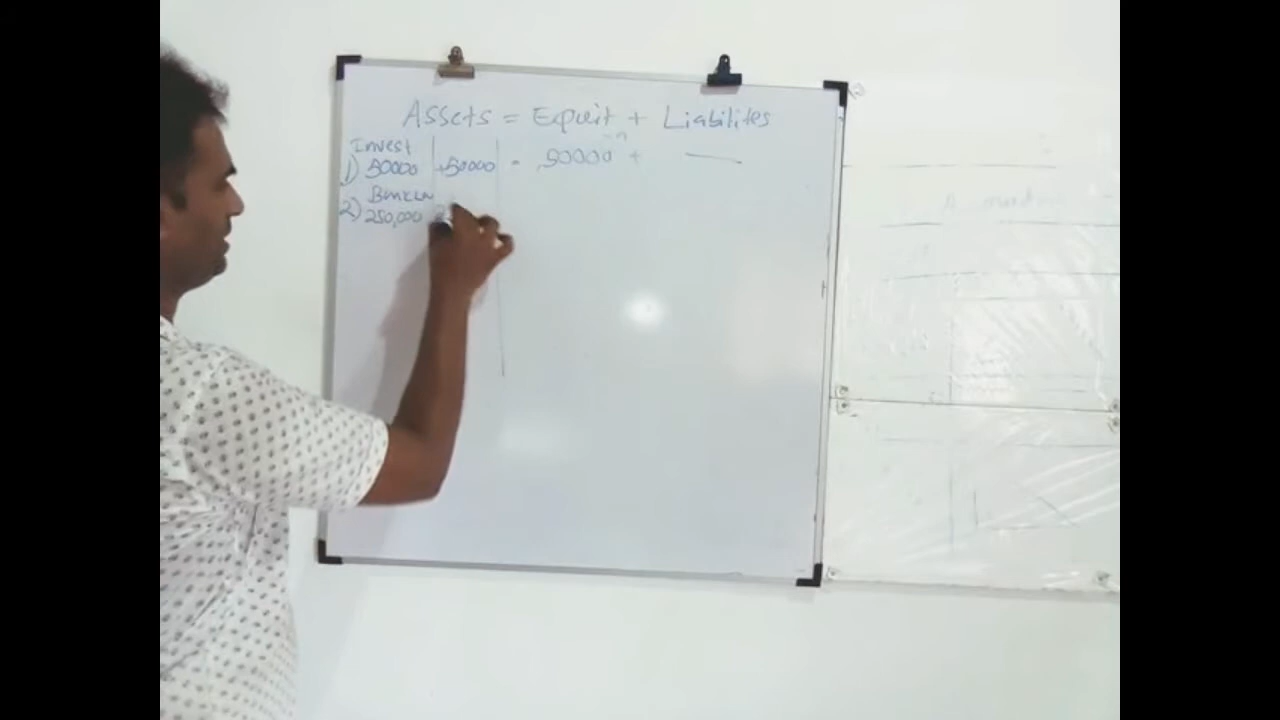 Assets = Equit + Liabilites
Invest
1) 50000 +50000 = 50000 + —
2) 250,000